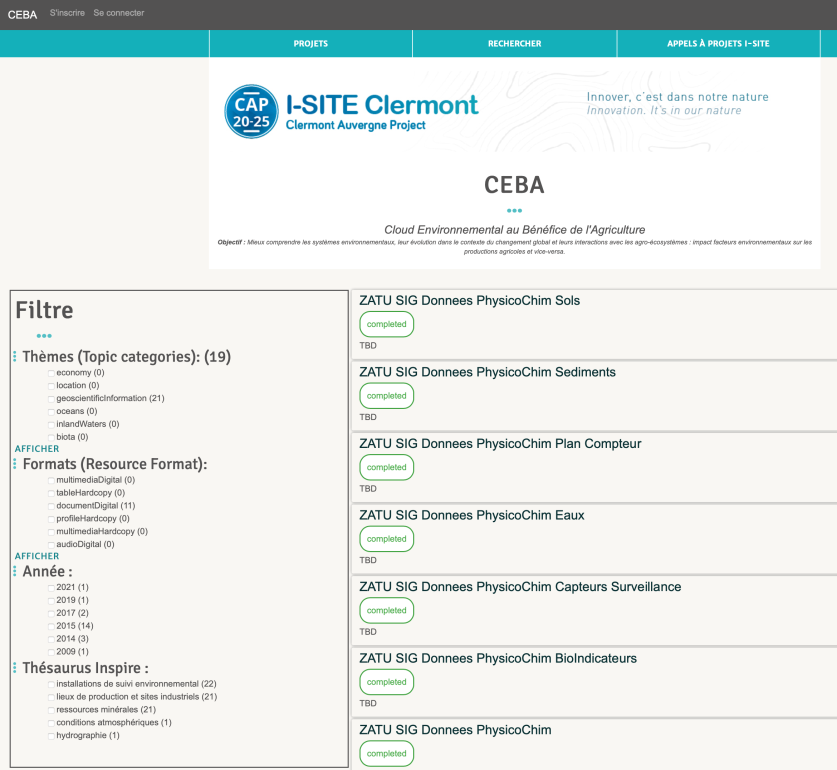 CEBA S'inscrire Se connecter
PROJETS RECHERCHER APPELS À PROJETS I-SITE
CAP
20-25
I-SITE Clermont
Clermont Auvergne Project
Innover, c'est dans notre nature
Innovation. It's in our nature
CEBA
Cloud Environnemental au Bénéfice de l'Agriculture
Objectif : Mieux comprendre les systèmes environnementaux, leur évolution dans le contexte du changement global et leurs interactions avec les agro-écosystèmes : impact facteurs environnementaux sur les
productions agricoles et vice-versa.
Filtre
Thèmes (Topic categories): (19)
economy (0)
location (0)
geoscientificInformation (21)
oceans (0)
inlandWaters (0)
biota (0)
AFFICHER
Formats (Resource Format):
multimediaDigital (0)
tableHardcopy (0)
documentDigital (11)
profileHardcopy (0)
multimediaHardcopy (0)
audioDigital (0)
AFFICHER
Année :
2021 (1)
2019 (1)
2017 (2)
2015 (14)
2014 (3)
2009 (1)
Thésaurus Inspire :
installations de suivi environnemental (22)
lieux de production et sites industriels (21)
ressources minérales (21)
conditions atmosphériques (1)
hydrographie (1)
ZATU SIG Donnees PhysicoChim Sols
completed
TBD
ZATU SIG Donnees PhysicoChim Sediments
completed
TBD
ZATU SIG Donnees PhysicoChim Plan Compteur
completed
TBD
ZATU SIG Donnees PhysicoChim Eaux
completed
TBD
ZATU SIG Donnees PhysicoChim Capteurs Surveillance
completed
TBD
ZATU SIG Donnees PhysicoChim BioIndicateurs
completed
TBD
ZATU SIG Donnees PhysicoChim
completed